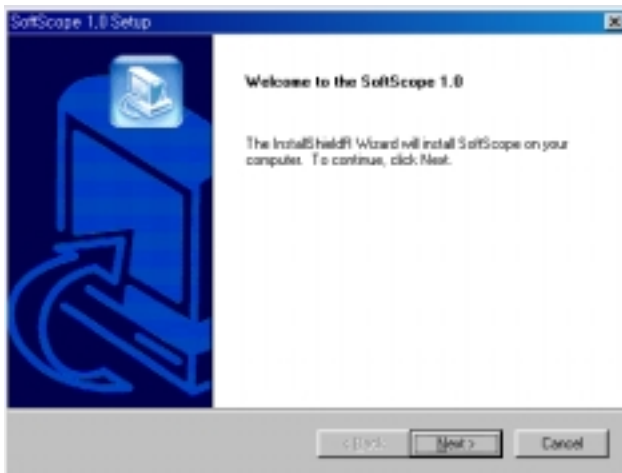 SoftScope 1.0 Setup
Welcome to the SoftScope 1.0
The InstallShieldR Wizard will install SoftScope on your
computer. To continue, click Next.
< Back
Next >
Cancel